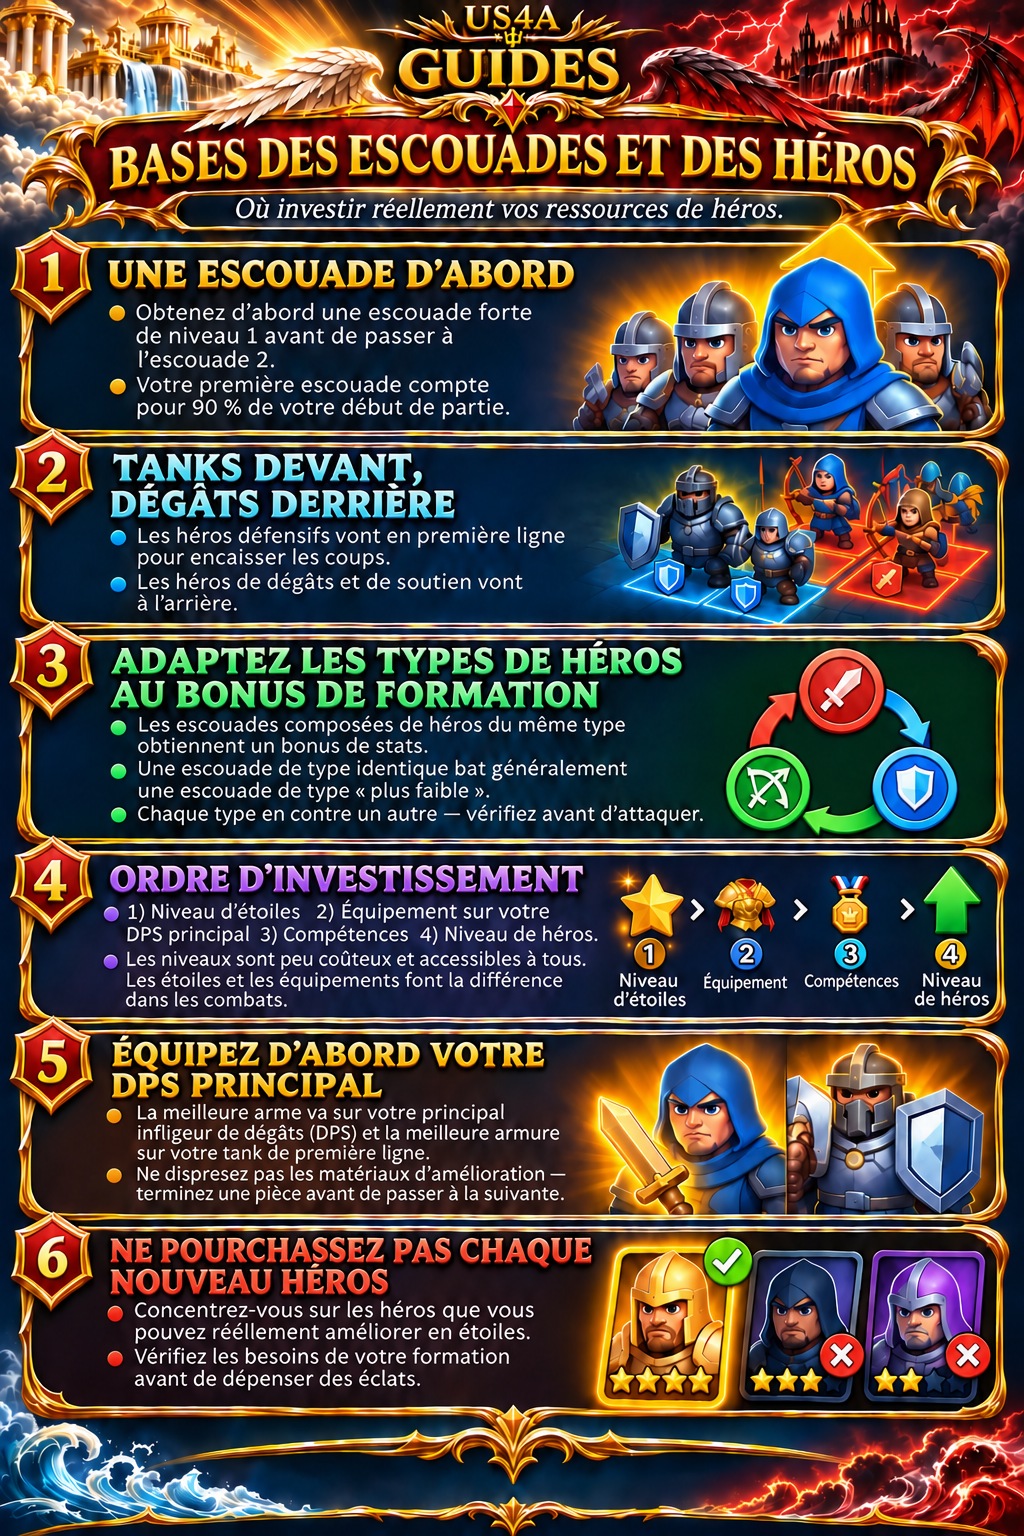 US4A
GUIDES
BASES DES ESCOUADES ET DES HÉROS
Où investir réellement vos ressources de héros.
1
UNE ESCOUADE D'ABORD
Obtenez d'abord une escouade forte
de niveau 1 avant de passer à
l'escouade 2.
Votre première escouade compte
pour 90 % de votre début de partie.
2
TANKS DEVANT,
DÉGÂTS DERRIÈRE
Les héros défensifs vont en première ligne
pour encaisser les coups.
Les héros de dégâts et de soutien vont
à l'arrière.
3
ADAPTEZ LES TYPES DE HÉROS
AU BONUS DE FORMATION
Les escouades composées de héros du même type
obtiennent un bonus de stats.
Une escouade de type identique bat généralement
une escouade de type « plus faible ».
Chaque type en contre un autre — vérifiez avant d'attaquer.
4
ORDRE D'INVESTISSEMENT
1) Niveau d'étoiles 2) Équipement sur votre
DPS principal 3) Compétences 4) Niveau de héros.
Les niveaux sont peu coûteux et accessibles à tous.
Les étoiles et les équipements font la différence
dans les combats.
1
Niveau
d'étoiles
2
Équipement
3
Compétences
4
Niveau
de héros
5
ÉQUIPEZ D'ABORD VOTRE
DPS PRINCIPAL
La meilleure arme va sur votre principal
infligeur de dégâts (DPS) et la meilleure armure
sur votre tank de première ligne.
Ne dispresez pas les matériaux d'amélioration —
terminez une pièce avant de passer à la suivante.
6
NE POURCHASSEZ PAS CHAQUE
NOUVEAU HÉROS
Concentrez-vous sur les héros que vous
pouvez rééllement améliorer en étoiles.
Vérifiez les besoins de votre formation
avant de dépenser des éclats.